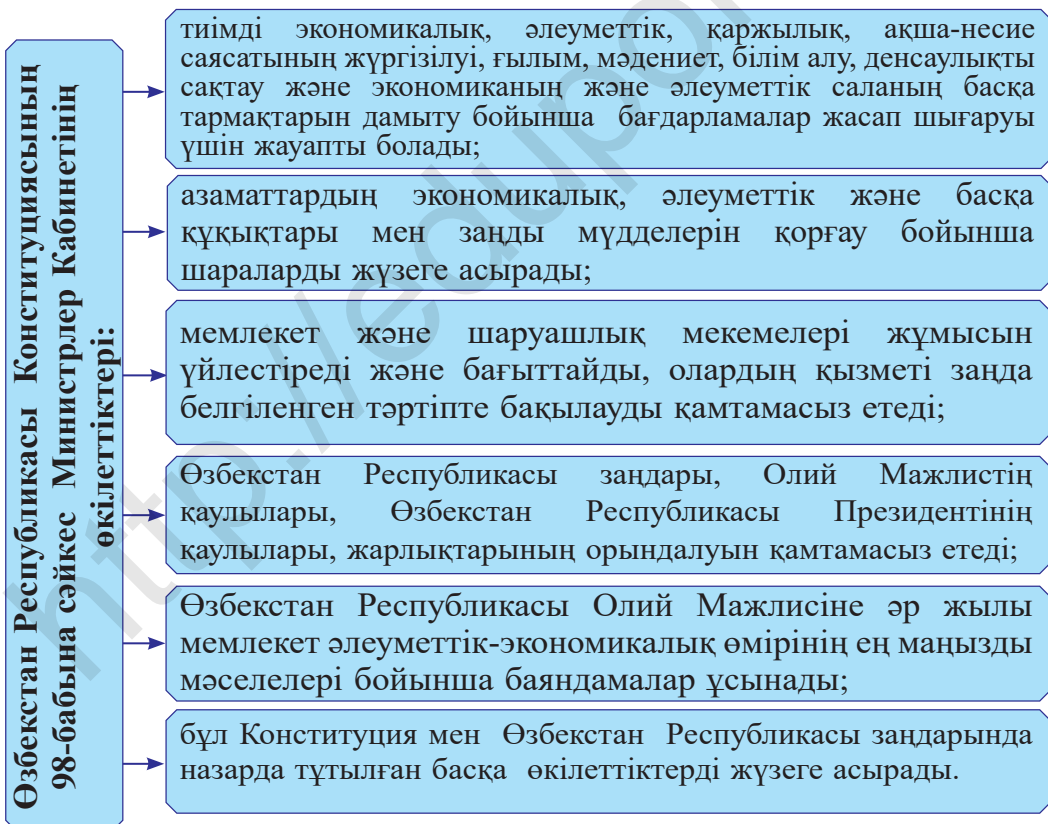 Өзбекстан Республикасы Конституциясының
98-бабына сәйкес Министрлер Кабинетінің
өкілеттіктері:
тиімді экономикалық, әлеуметтік, қаржылық, ақша-несие
саясатының жүргізілуі, ғылым, мәдениет, білім алу, денсаулықты
сақтау және экономиканың және әлеуметтік саланың басқа
тармақтарын дамыту бойынша бағдарламалар жасап шығаруы
үшін жауапты болады;
азаматтардың экономикалық, әлеуметтік және басқа
құқықтары мен заңды мүдделерін қорғау бойынша
шараларды жүзеге асырады;
мемлекет және шаруашлық мекемелері жұмысын
үйлестіреді және бағыттайды, олардың қызметі заңда
белгіленген тәртіпте бақылауды қамтамасыз етеді;
Өзбекстан Республикасы заңдары, Олий Мажлистің
қаулылары, Өзбекстан Республикасы Президентінің
қаулылары, жарлықтарының орындалуын қамтамасыз етеді;
Өзбекстан Республикасы Олий Мажлисіне әр жылы
мемлекет әлеуметтік-экономикалық өмірінің ең маңызды
мәселелері бойынша баяндамалар ұсынады;
бұл Конституция мен Өзбекстан Республикасы заңдарында
назарда тұтылған басқа өкілеттіктерді жүзеге асырады.
http://edupo